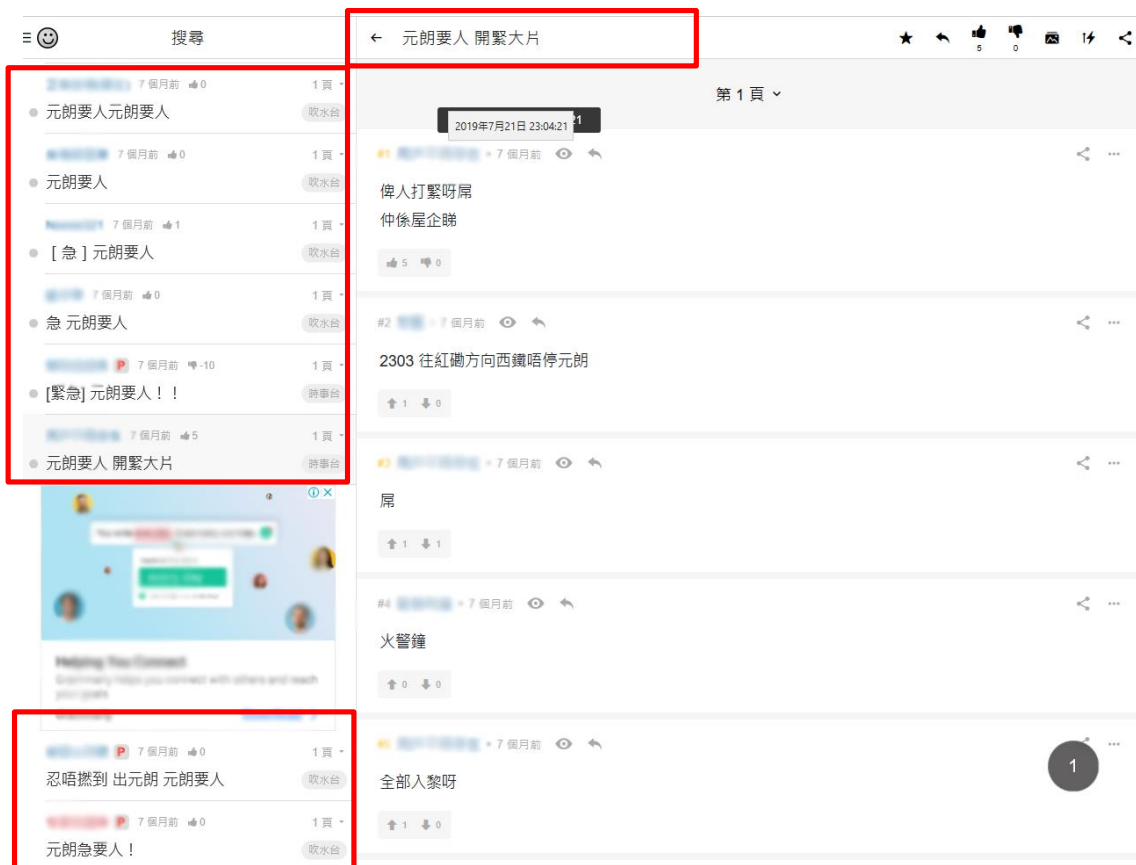 搜尋
7 個月前 0
1 頁
元朗要人元朗要人
吹水台
7 個月前 0
1 頁
元朗要人
吹水台
7 個月前 1
1 頁
[ 急 ] 元朗要人
吹水台
7 個月前 0
1 頁
急 元朗要人
吹水台
P 7 個月前 -10
1 頁
[緊急] 元朗要人！！
時事台
7 個月前 5
1 頁
元朗要人 開緊大片
時事台
Helping You Connect
P 7 個月前 0
1 頁
忍唔撚到 出元朗 元朗要人
吹水台
P 7 個月前 0
1 頁
元朗急要人！
吹水台
元朗要人 開緊大片
5
0
第 1 頁
2019年7月21日 23:04:21
#1 • 7 個月前
俾人打緊呀屌
仲係屋企睇
5 0
#2 • 7 個月前
2303 往紅磡方向西鐵唔停元朗
1 0
#3 • 7 個月前
屌
1 1
#4 • 7 個月前
火警鐘
0 0
#5 • 7 個月前
全部入黎呀
1 0
1